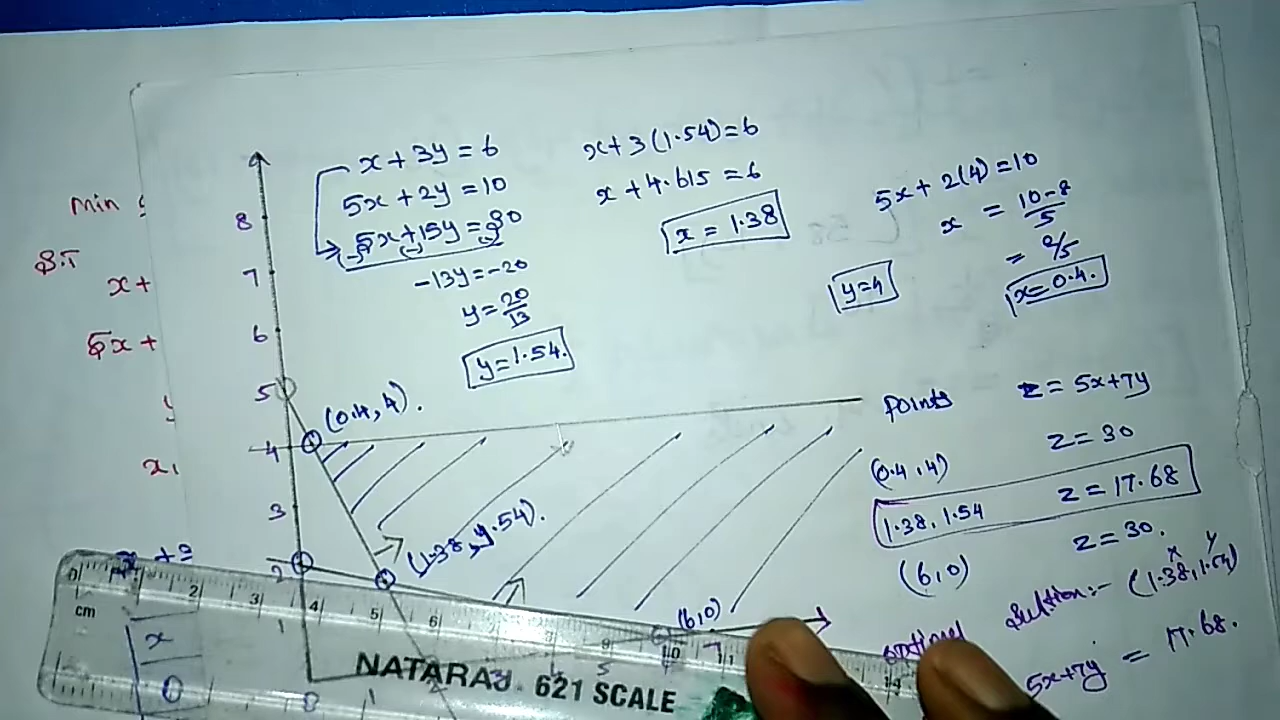 x + 3y = 6
5x + 2y = 10
5x + 15y = 30
-13y = -20
y = 20/13
y = 1.54.
x + 3(1.54) = 6
x + 4.615 = 6
x = 1.38
5x + 2(4) = 10
x = 10-8/5
= 2/5
y = 4
x = 0.4.
min
S.T
x +
5x +
y
x,
8
7
6
5
4
3
2
1
0
1
(0.4, 4).
(1.38, 1.54).
(6,0)
Points
z = 5x+7y
(0.4, 4)
z = 30
1.38, 1.54
z = 17.68
(6,0)
z = 30.
x y
Solution:- (1.38, 1.54)
5x+7y = 17.68.
x
0
cm
NATARAJ 621 SCALE